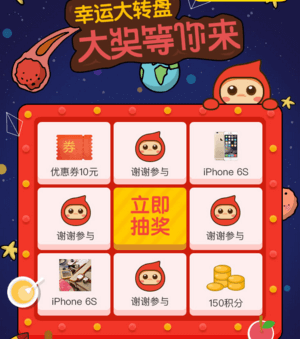 幸运大转盘
大奖等你来
券
优惠券10元
谢谢参与
iPhone 6S
谢谢参与
立即
抽奖
谢谢参与
iPhone 6S
谢谢参与
150积分